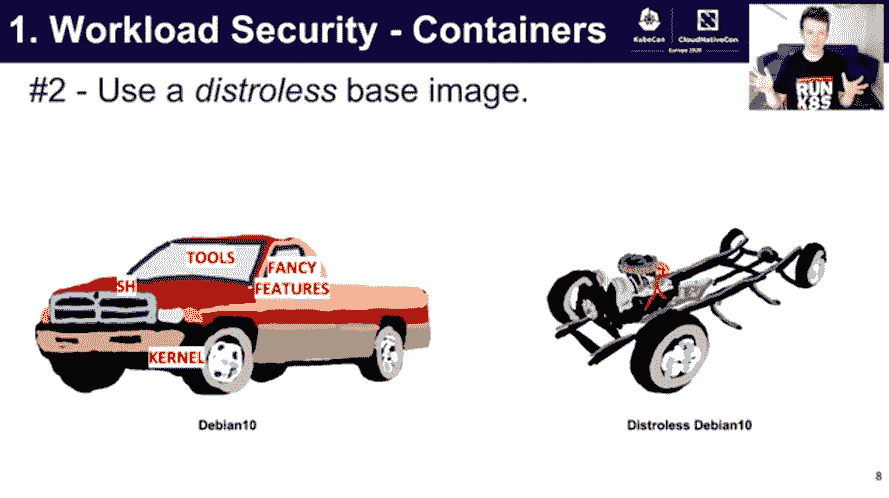 1. Workload Security - Containers
KubeCon
CloudNativeCon
Europe 2020
RUN
K8S
#2 - Use a distroless base image.
TOOLS
FANCY
SH
FEATURES
KERNEL
Debian10
Distroless Debian10
8